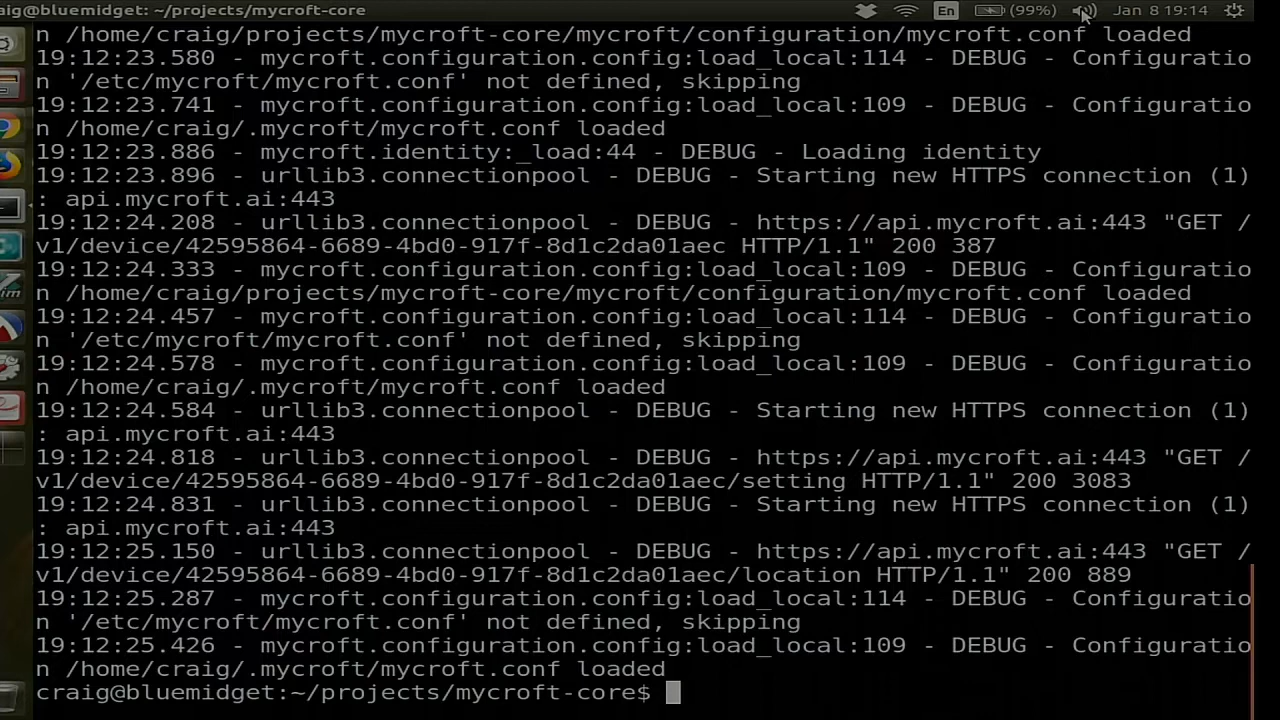 aig@bluemidget: ~/projects/mycroft-core En (99%) Jan 8 19:14
n /home/craig/projects/mycroft-core/mycroft/configuration/mycroft.conf loaded
19:12:23.580 - mycroft.configuration.config:load_local:114 - DEBUG - Configuratio
n '/etc/mycroft/mycroft.conf' not defined, skipping
19:12:23.741 - mycroft.configuration.config:load_local:109 - DEBUG - Configuratio
n /home/craig/.mycroft/mycroft.conf loaded
19:12:23.886 - mycroft.identity:_load:44 - DEBUG - Loading identity
19:12:23.896 - urllib3.connectionpool - DEBUG - Starting new HTTPS connection (1)
: api.mycroft.ai:443
19:12:24.208 - urllib3.connectionpool - DEBUG - https://api.mycroft.ai:443 "GET /
v1/device/42595864-6689-4bd0-917f-8d1c2da01aec HTTP/1.1" 200 387
19:12:24.333 - mycroft.configuration.config:load_local:109 - DEBUG - Configuratio
n /home/craig/projects/mycroft-core/mycroft/configuration/mycroft.conf loaded
19:12:24.457 - mycroft.configuration.config:load_local:114 - DEBUG - Configuratio
n '/etc/mycroft/mycroft.conf' not defined, skipping
19:12:24.578 - mycroft.configuration.config:load_local:109 - DEBUG - Configuratio
n /home/craig/.mycroft/mycroft.conf loaded
19:12:24.584 - urllib3.connectionpool - DEBUG - Starting new HTTPS connection (1)
: api.mycroft.ai:443
19:12:24.818 - urllib3.connectionpool - DEBUG - https://api.mycroft.ai:443 "GET /
v1/device/42595864-6689-4bd0-917f-8d1c2da01aec/setting HTTP/1.1" 200 3083
19:12:24.831 - urllib3.connectionpool - DEBUG - Starting new HTTPS connection (1)
: api.mycroft.ai:443
19:12:25.150 - urllib3.connectionpool - DEBUG - https://api.mycroft.ai:443 "GET /
v1/device/42595864-6689-4bd0-917f-8d1c2da01aec/location HTTP/1.1" 200 889
19:12:25.287 - mycroft.configuration.config:load_local:114 - DEBUG - Configuratio
n '/etc/mycroft/mycroft.conf' not defined, skipping
19:12:25.426 - mycroft.configuration.config:load_local:109 - DEBUG - Configuratio
n /home/craig/.mycroft/mycroft.conf loaded
craig@bluemidget:~/projects/mycroft-core$